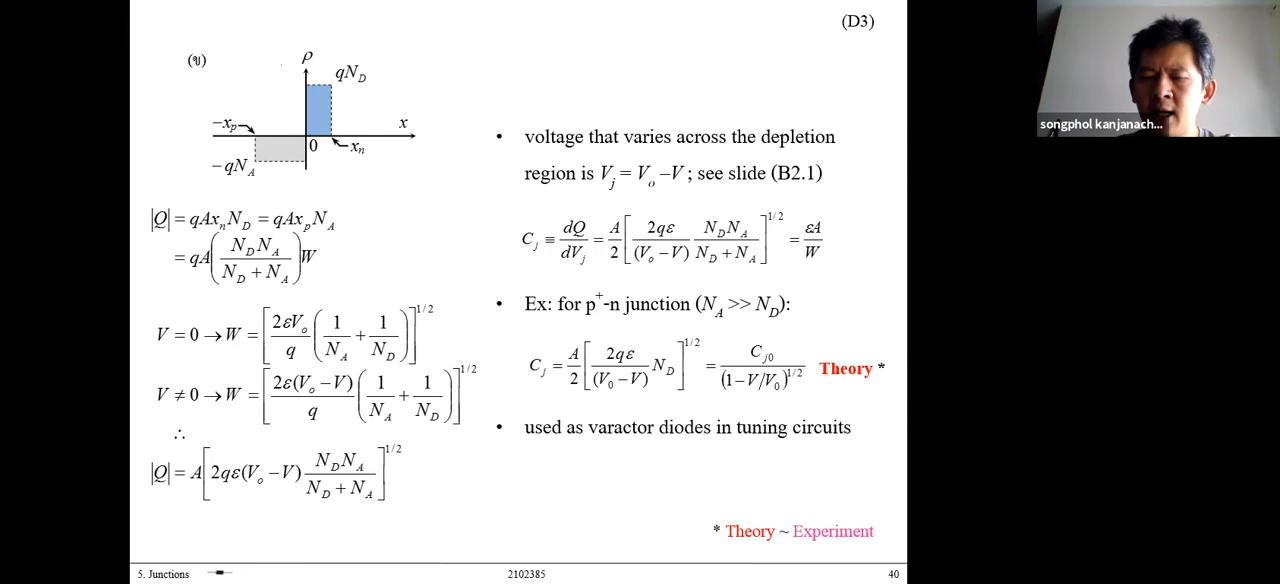 (D3)
(ข)
ρ
qN_D
-x_p
x
0
x_n
-qN_A
|Q| = qAx_nN_D = qAx_pN_A
= qA(N_DN_A / (N_D + N_A))W
V = 0 → W = [2εV_o / q (1/N_A + 1/N_D)]^1/2
V ≠ 0 → W = [2ε(V_o − V) / q (1/N_A + 1/N_D)]^1/2
∴
|Q| = A[2qε(V_o − V) N_DN_A / (N_D + N_A)]^1/2
• voltage that varies across the depletion
region is V_j = V_o − V; see slide (B2.1)
C_j ≡ dQ/dV_j = A/2 [2qε / (V_o − V) N_DN_A / (N_D + N_A)]^1/2 = εA/W
• Ex: for p⁺-n junction (N_A >> N_D):
C_j = A/2 [2qε / (V_0 − V) N_D]^1/2 = C_j0 / (1 − V/V_0)^1/2 Theory *
• used as varactor diodes in tuning circuits
* Theory ~ Experiment
5. Junctions
2102385
40
songphol kanjanach...